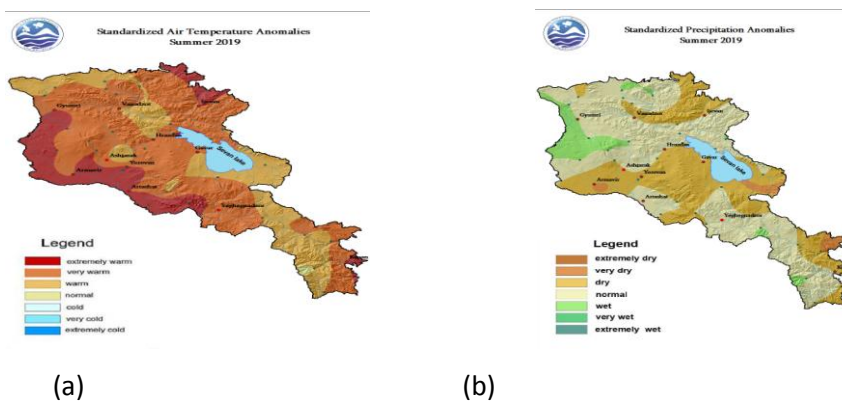 Standardized Air Temperature Anomalies
Summer 2019
Gyumri
Vanadzor
Ijevan
Hrazdan
Gavar
Sevan lake
Ashtarak
Yerevan
Armavir
Artashat
Yeghegnadzor
Legend
extremely warm
very warm
warm
normal
cold
very cold
extremely cold
(a)
Standardized Precipitation Anomalies
Summer 2019
Gyumri
Vanadzor
Ijevan
Hrazdan
Gavar
Sevan lake
Ashtarak
Yerevan
Armavir
Artashat
Yeghegnadzor
Legend
extremely dry
very dry
dry
normal
wet
very wet
extremely wet
(b)